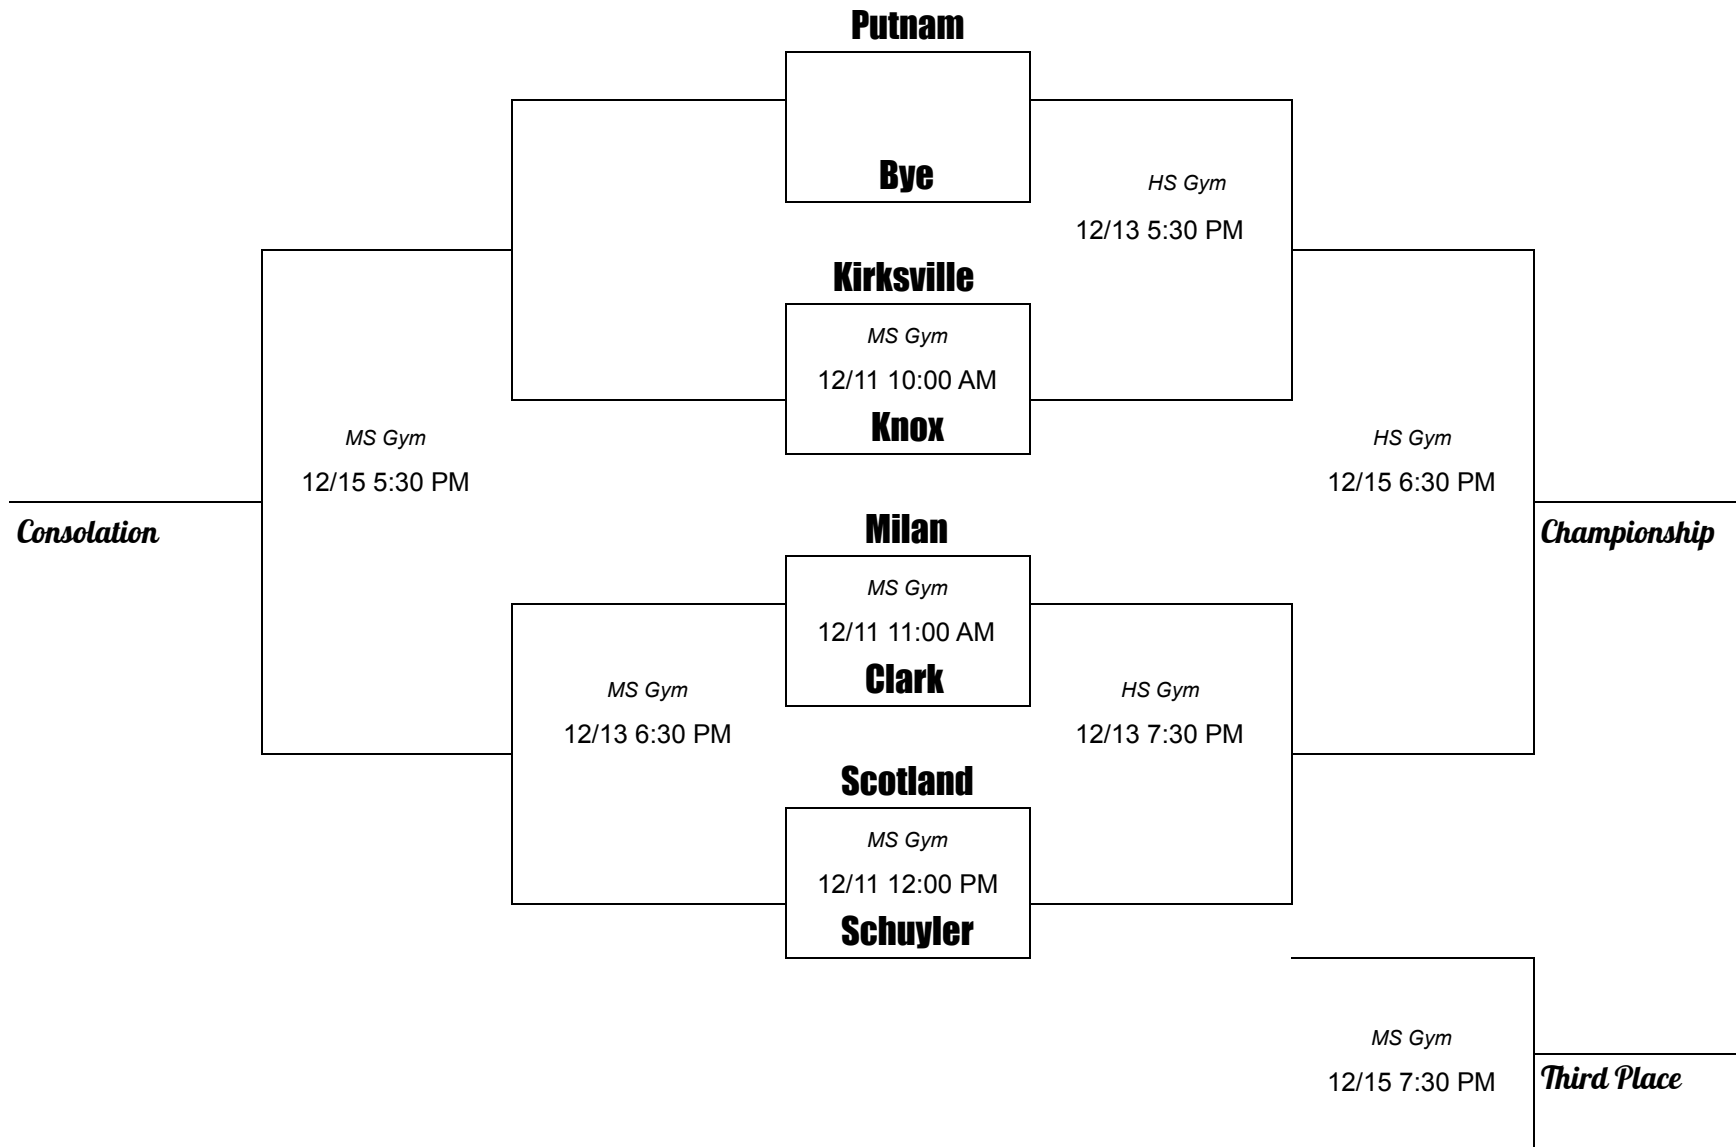 Putnam
Bye
HS Gym
12/13 5:30 PM
Kirksville
MS Gym
12/11 10:00 AM
Knox
MS Gym
12/15 5:30 PM
HS Gym
12/15 6:30 PM
Consolation
Milan
Championship
MS Gym
12/11 11:00 AM
Clark
MS Gym
12/13 6:30 PM
HS Gym
12/13 7:30 PM
Scotland
MS Gym
12/11 12:00 PM
Schuyler
MS Gym
12/15 7:30 PM
Third Place